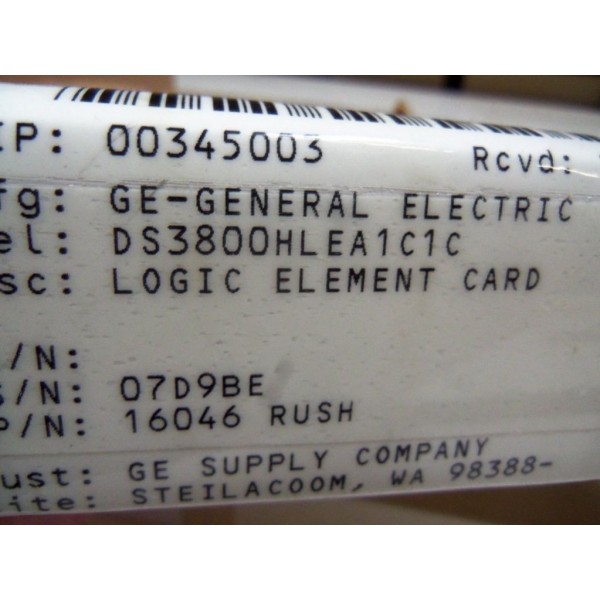 IP: 00345003 Rcvd:
fg: GE-GENERAL ELECTRIC
el: DS3800HLEA1C1C
sc: LOGIC ELEMENT CARD
/N:
S/N: 07D9BE
P/N: 16046 RUSH
ust: GE SUPPLY COMPANY
ite: STEILACOOM, WA 98388-